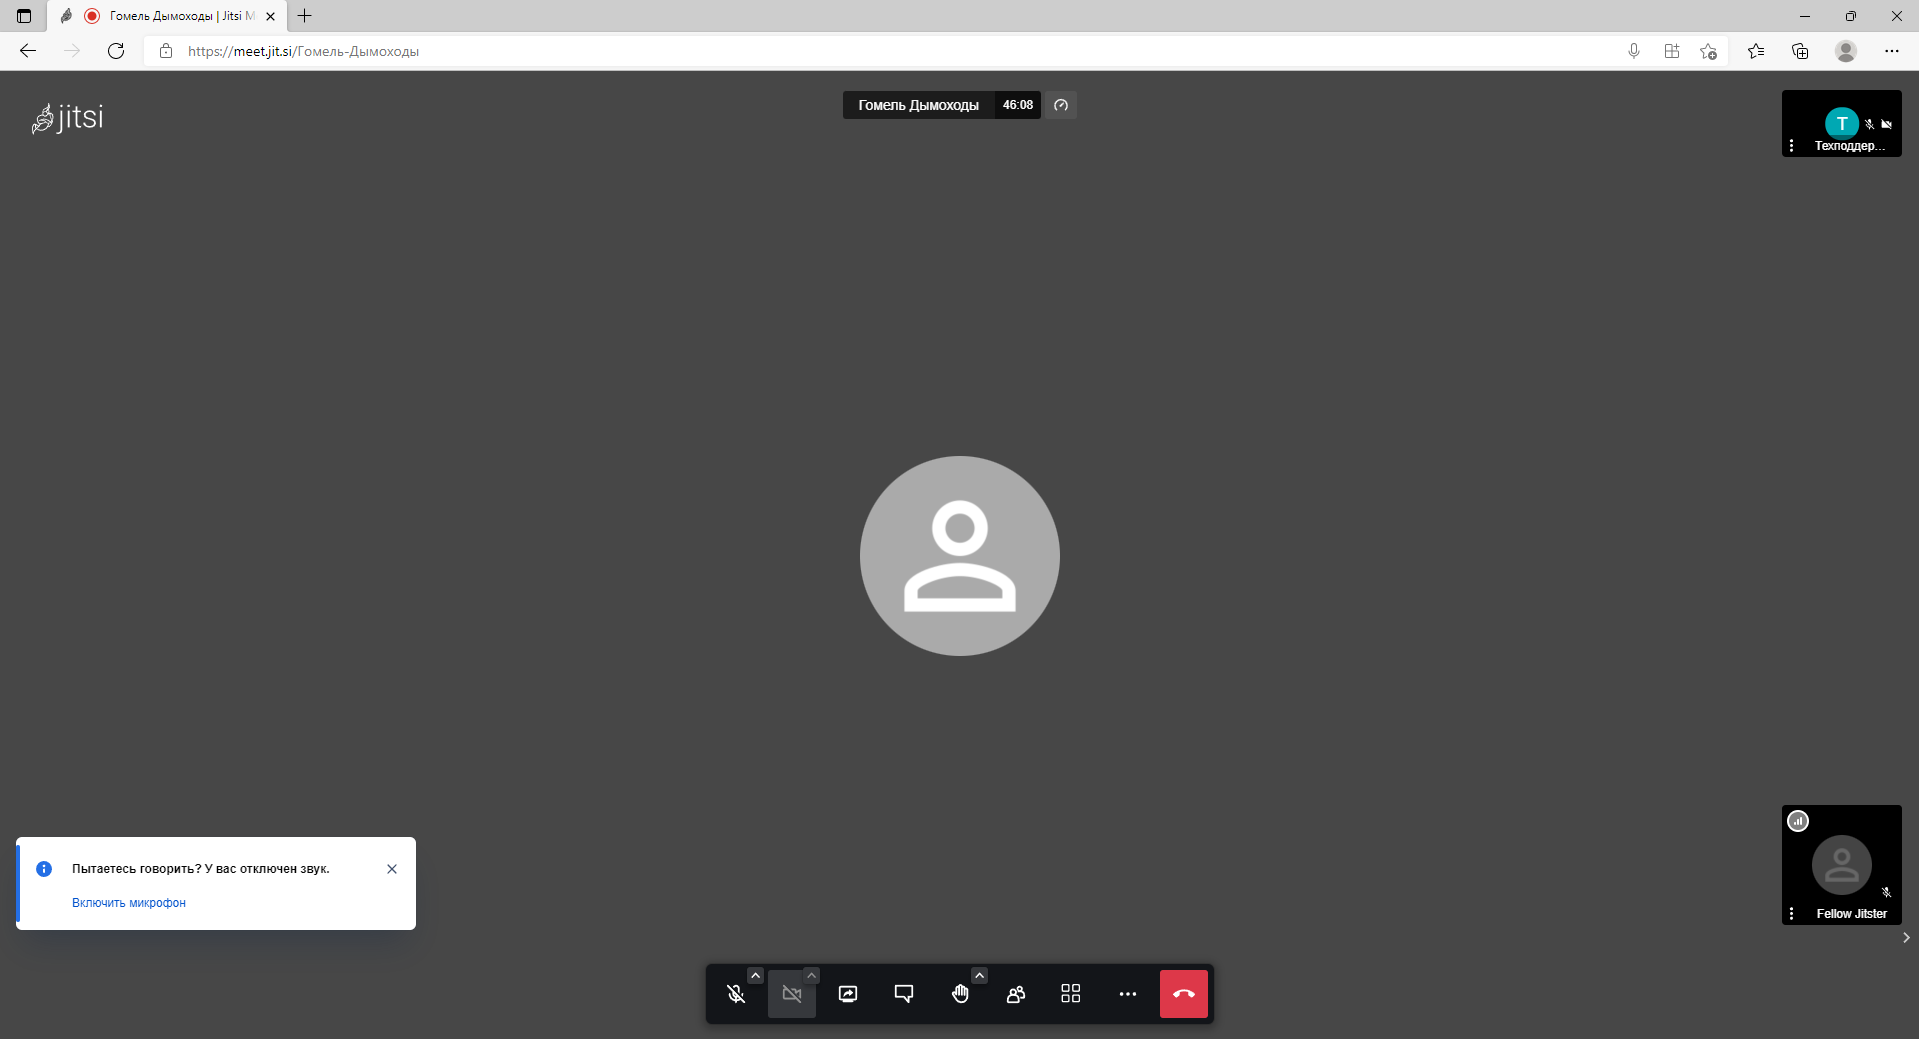 Гомель Дымоходы | Jitsi M
https://meet.jit.si/Гомель-Дымоходы
jitsi
Гомель Дымоходы 46:08
T
Техподдер...
Пытаетесь говорить? У вас отключен звук.
Включить микрофон
Fellow Jitster